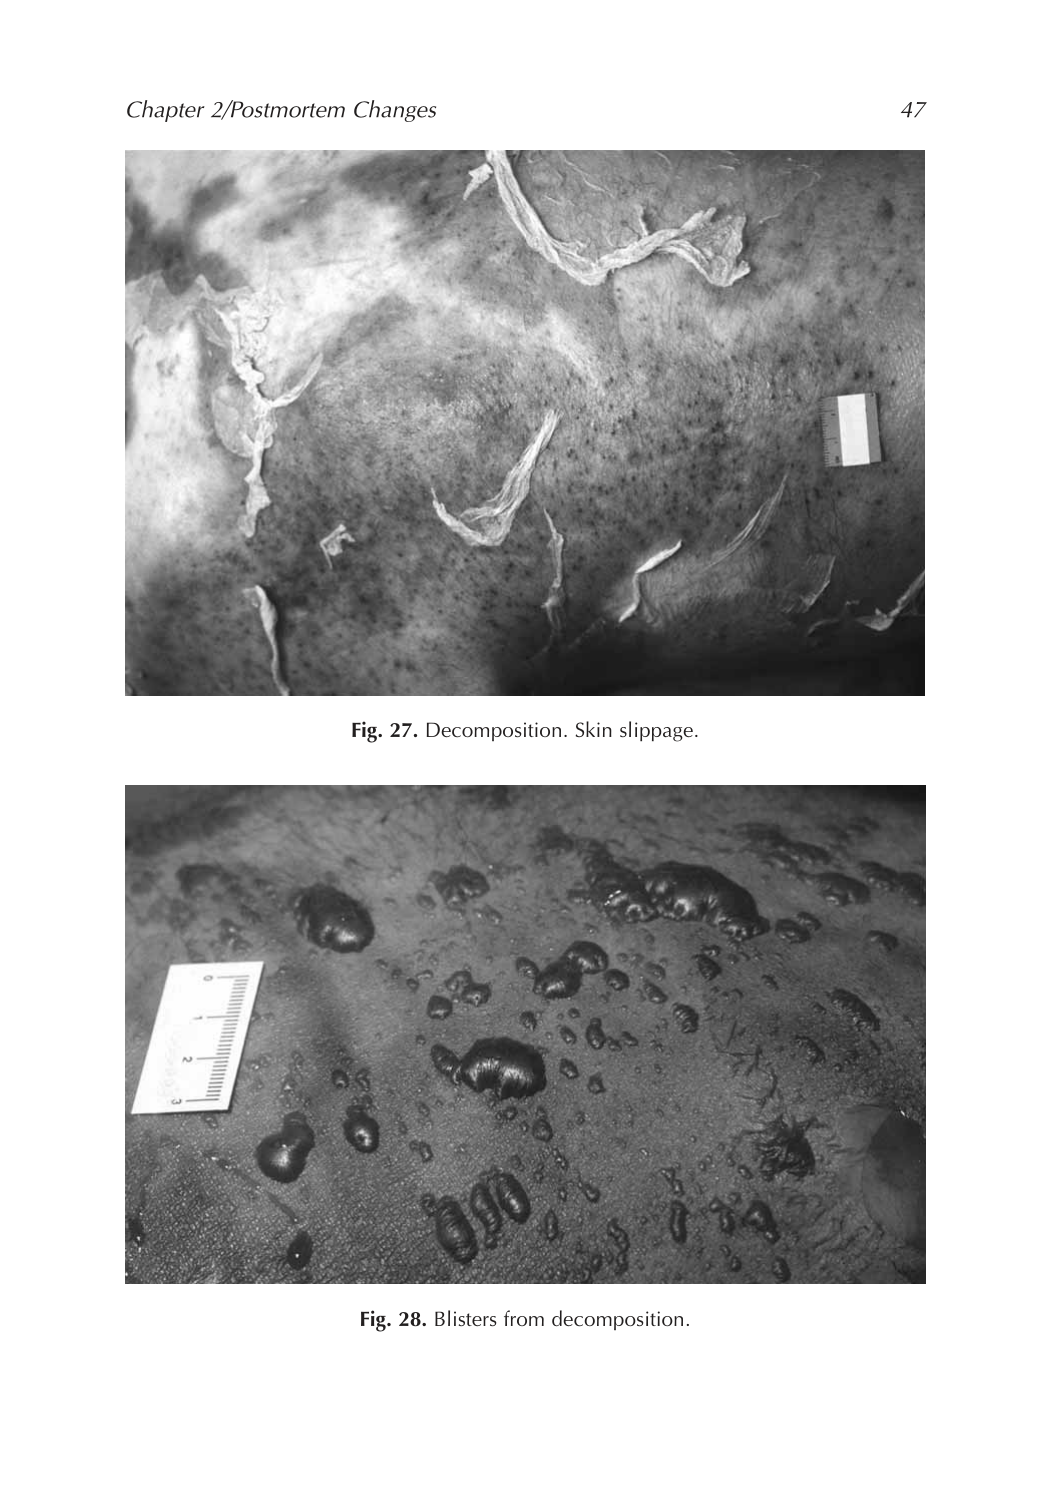 Chapter 2/Postmortem Changes 47
Fig. 27. Decomposition. Skin slippage.
0
1
2
3
Fig. 28. Blisters from decomposition.